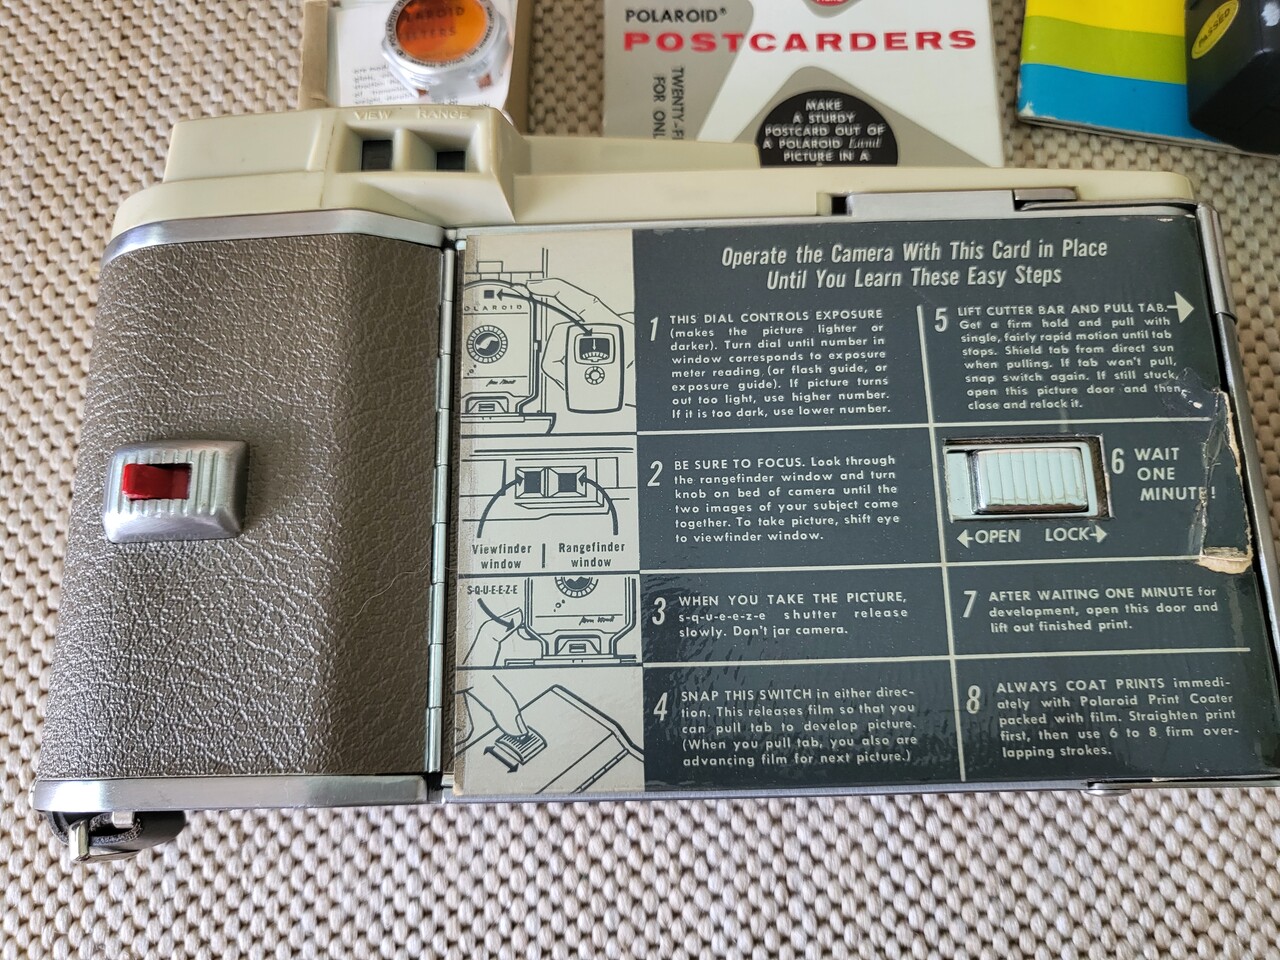 POLAROID
FILTERS
POLAROID®
POSTCARDERS
TWENTY-
FOR ONL
MAKE
A STURDY
POSTCARD OUT OF
A POLAROID Land
PICTURE IN A
PASSED
VIEW RANGE
Operate the Camera With This Card in Place
Until You Learn These Easy Steps
OLAROID
1 THIS DIAL CONTROLS EXPOSURE
(makes the picture lighter or
darker). Turn dial until number in
window corresponds to exposure
meter reading (or flash guide, or
exposure guide). If picture turns
out too light, use higher number.
If it is too dark, use lower number.
2 BE SURE TO FOCUS. Look through
the rangefinder window and turn
knob on bed of camera until the
two images of your subject come
together. To take picture, shift eye
to viewfinder window.
Viewfinder
window
Rangefinder
window
S-Q-U-E-E-Z-E
3 WHEN YOU TAKE THE PICTURE,
s-q-u-e-e-z-e shutter release
slowly. Don't jar camera.
4 SNAP THIS SWITCH in either direc-
tion. This releases film so that you
can pull tab to develop picture.
(When you pull tab, you also are
advancing film for next picture.)
5 LIFT CUTTER BAR AND PULL TAB.
Get a firm hold and pull with
single, fairly rapid motion until tab
stops. Shield tab from direct sun
when pulling. If tab won't pull,
snap switch again. If still stuck,
open this picture door and then
close and relock it.
6 WAIT
ONE
MINUTE!
OPEN LOCK
7 AFTER WAITING ONE MINUTE for
development, open this door and
lift out finished print.
8 ALWAYS COAT PRINTS immedi-
ately with Polaroid Print Coater
packed with film. Straighten print
first, then use 6 to 8 firm over-
lapping strokes.